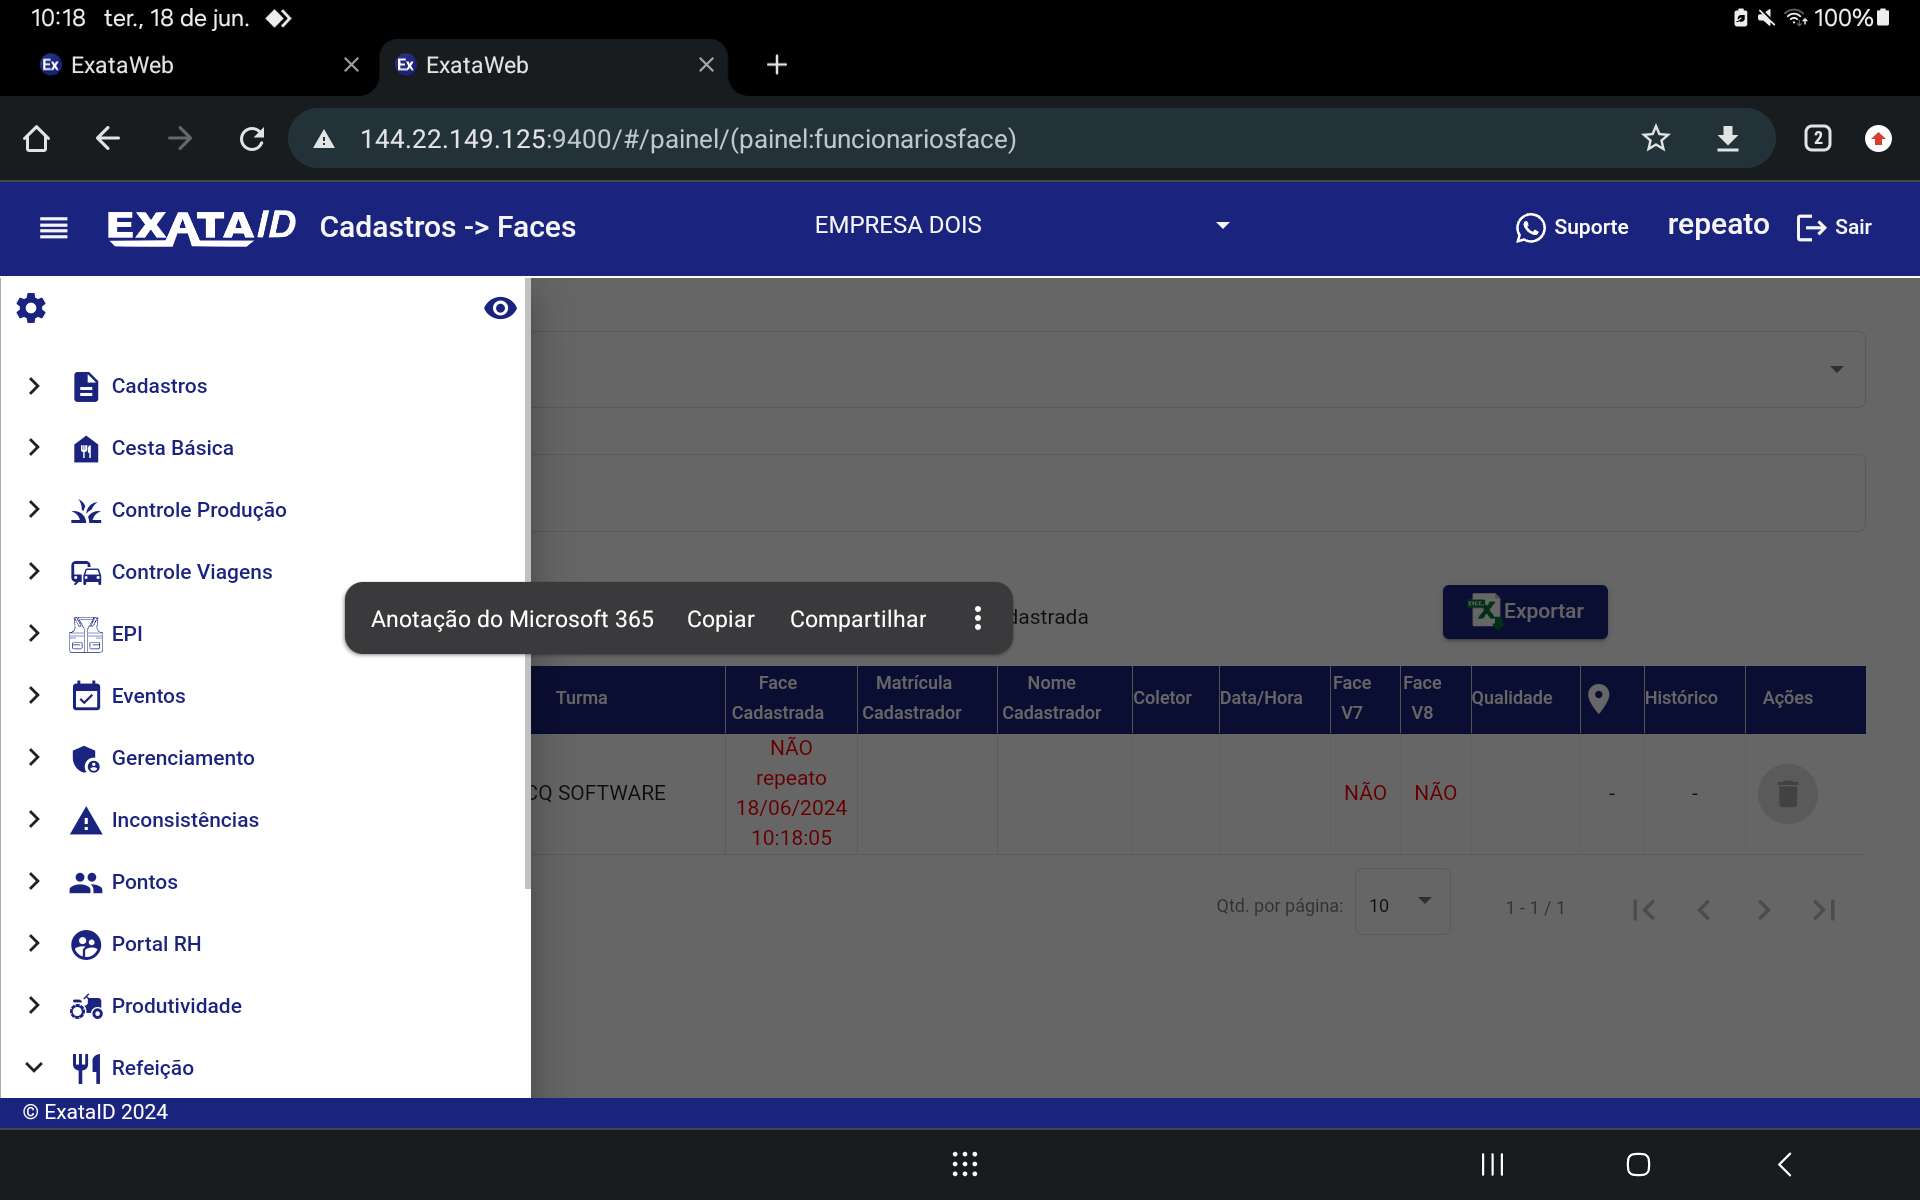 10:18 ter., 18 de jun. 100%
Ex ExataWeb Ex ExataWeb
144.22.149.125:9400/#/painel/(painel:funcionariosface) 2
EXATA/D Cadastros -> Faces EMPRESA DOIS Suporte repeato Sair
Cadastros
Cesta Básica
Controle Produção
Controle Viagens
EPI
Eventos
Gerenciamento
Inconsistências
Pontos
Portal RH
Produtividade
Refeição
Anotação do Microsoft 365 Copiar Compartilhar
dastrada
Exportar
Turma Face Cadastrada Matrícula Cadastrador Nome Cadastrador Coletor Data/Hora Face V7 Face V8 Qualidade Histórico Ações
CQ SOFTWARE NÃO NÃO NÃO - -
repeato
18/06/2024
10:18:05
Qtd. por página: 10 1 - 1 / 1
© ExataID 2024